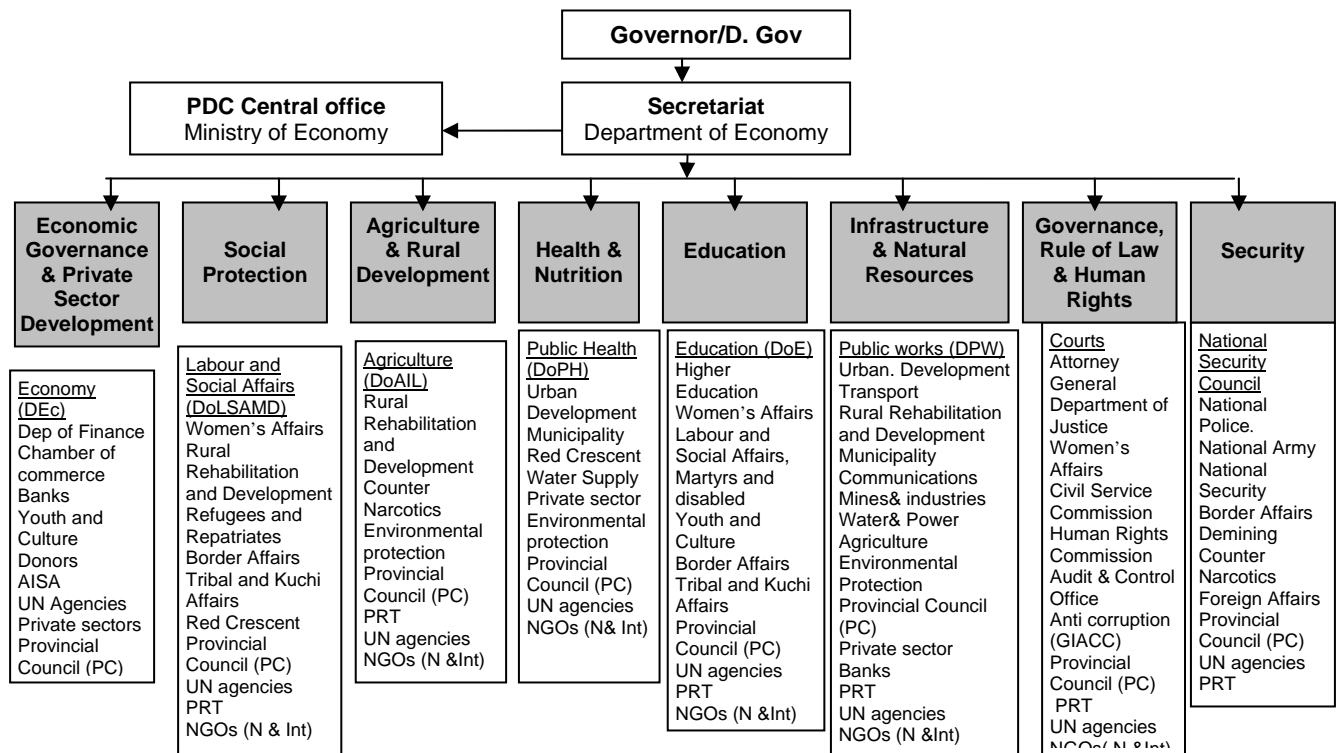 Governor/D. Gov
PDC Central office
Ministry of Economy
Secretariat
Department of Economy
Economic
Governance
& Private
Sector
Development
Social
Protection
Agriculture
& Rural
Development
Health &
Nutrition
Education
Infrastructure
& Natural
Resources
Governance,
Rule of Law
& Human
Rights
Security
Economy
(DEc)
Dep of Finance
Chamber of
commerce
Banks
Youth and
Culture
Donors
AISA
UN Agencies
Private sectors
Provincial
Council (PC)
Labour and
Social Affairs
(DoLSAMD)
Women’s Affairs
Rural
Rehabilitation
and Development
Refugees and
Repatriates
Border Affairs
Tribal and Kuchi
Affairs
Red Crescent
Provincial
Council (PC)
UN agencies
PRT
NGOs (N & Int)
Agriculture
(DoAIL)
Rural
Rehabilitation
and
Development
Counter
Narcotics
Environmental
protection
Provincial
Council (PC)
PRT
UN agencies
NGOs (N &Int)
Public Health
(DoPH)
Urban
Development
Municipality
Red Crescent
Water Supply
Private sector
Environmental
protection
Provincial
Council (PC)
UN agencies
NGOs (N& Int)
Education (DoE)
Higher
Education
Women’s Affairs
Labour and
Social Affairs,
Martyrs and
disabled
Youth and
Culture
Border Affairs
Tribal and Kuchi
Affairs
Provincial
Council (PC)
UN agencies
PRT
NGOs (N &Int)
Public works (DPW)
Urban. Development
Transport
Rural Rehabilitation
and Development
Municipality
Communications
Mines& industries
Water& Power
Agriculture
Environmental
Protection
Provincial Council
(PC)
Private sector
Banks
PRT
UN agencies
NGOs (N &Int)
Courts
Attorney
General
Department of
Justice
Women’s
Affairs
Civil Service
Commission
Human Rights
Commission
Audit & Control
Office
Anti corruption
(GIACC)
Provincial
Council (PC)
PRT
UN agencies
NGOs( N &Int)
National
Security
Council
National
Police.
National Army
National
Security
Border Affairs
Demining
Counter
Narcotics
Foreign Affairs
Provincial
Council (PC)
UN agencies
PRT